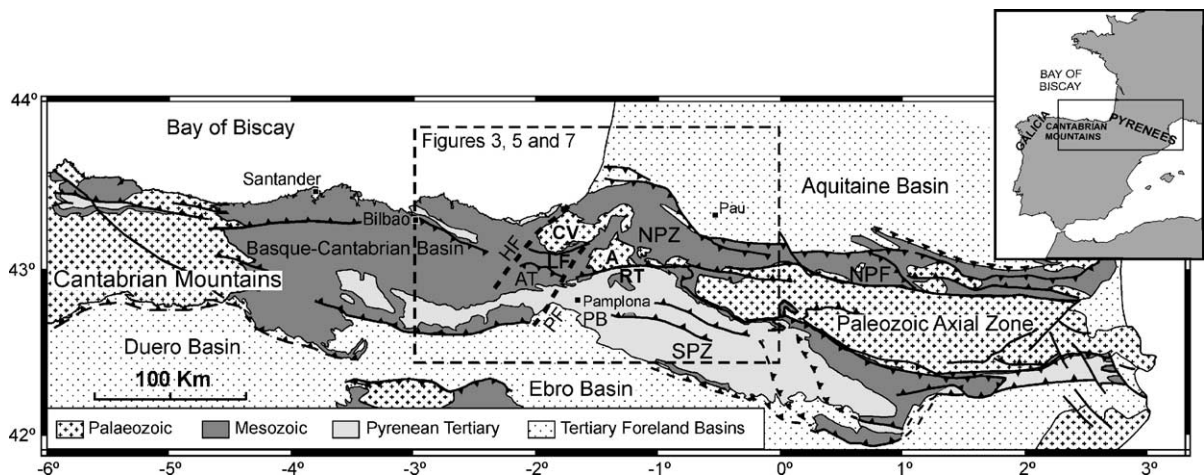 44º
43º
42º
Bay of Biscay
Figures 3, 5 and 7
Santander
Bilbao
Basque-Cantabrian Basin
Cantabrian Mountains
Duero Basin
100 Km
HF
CV
LF
AT
A
RT
PF
Pamplona
PB
SPZ
Ebro Basin
NPZ
Pau
Aquitaine Basin
NPF
Paleozoic Axial Zone
BAY OF
BISCAY
GALICIA
CANTABRIAN
MOUNTAINS
PYRENEES
Palaeozoic
Mesozoic
Pyrenean Tertiary
Tertiary Foreland Basins
-6º
-5º
-4º
-3º
-2º
-1º
0º
1º
2º
3º